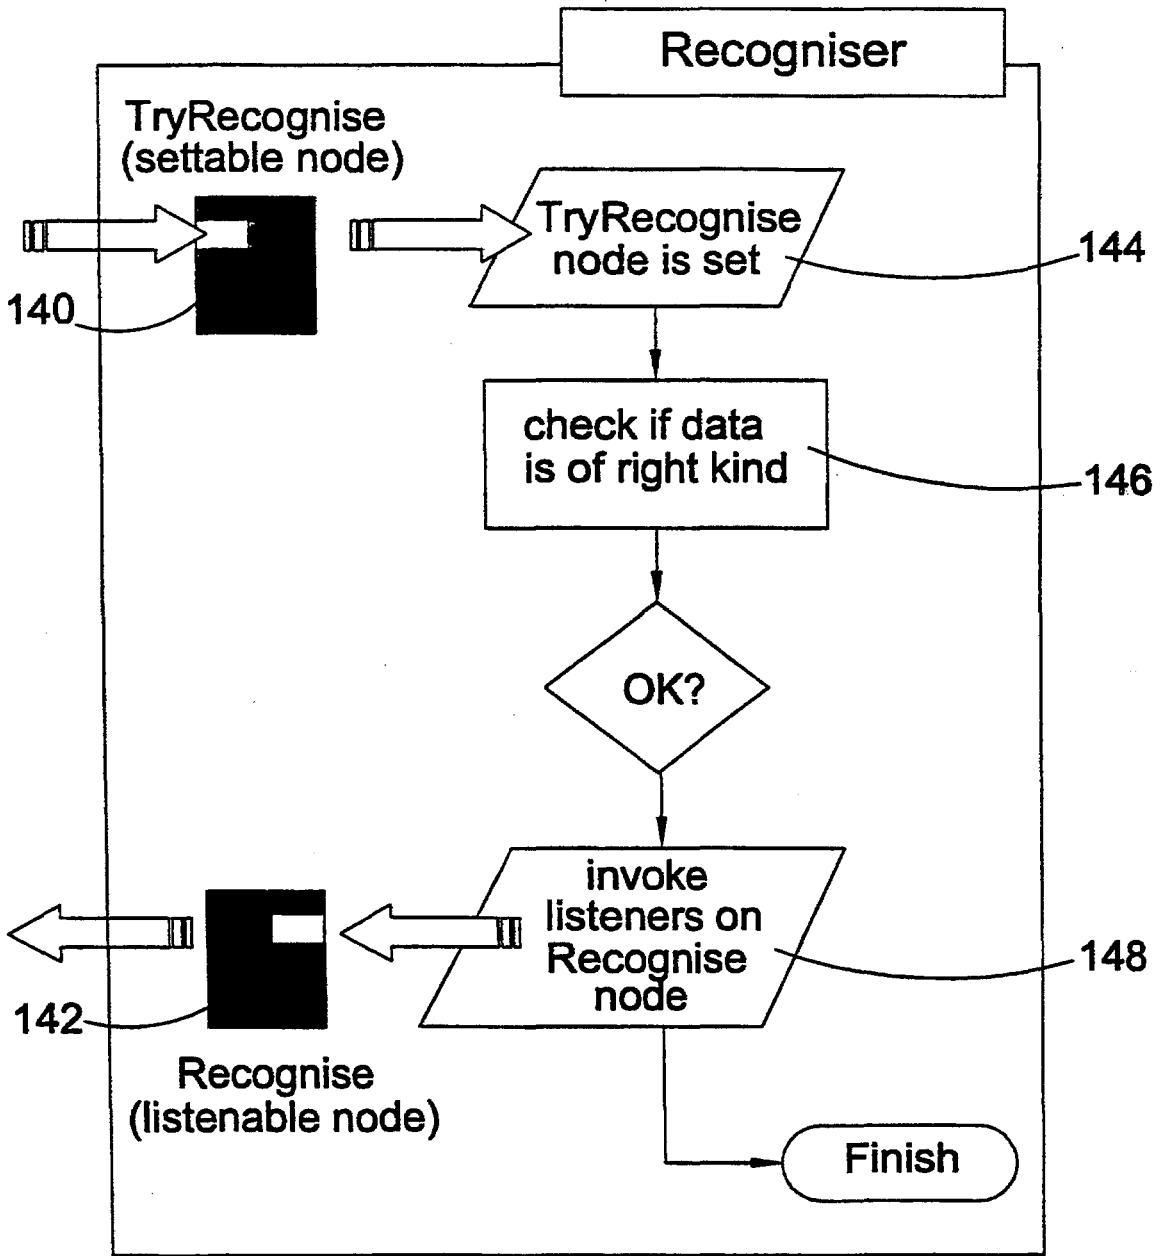 Recogniser
TryRecognise
(settable node)
TryRecognise
node is set
144
140
check if data
is of right kind
146
OK?
invoke
listeners on
Recognise
node
148
142
Recognise
(listenable node)
Finish